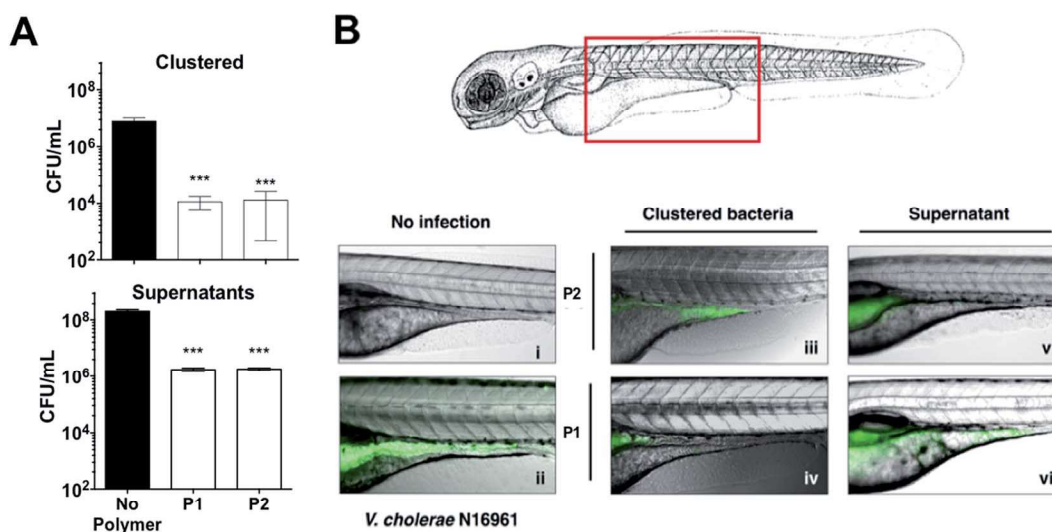 A
Clustered
CFU/mL
10⁸
10⁶
10⁴
10²
***
***
Supernatants
CFU/mL
10⁸
10⁶
10⁴
10²
***
***
No
Polymer
P1
P2
B
No infection
Clustered bacteria
Supernatant
P2
P1
i
ii
iii
iv
v
vi
V. cholerae N16961